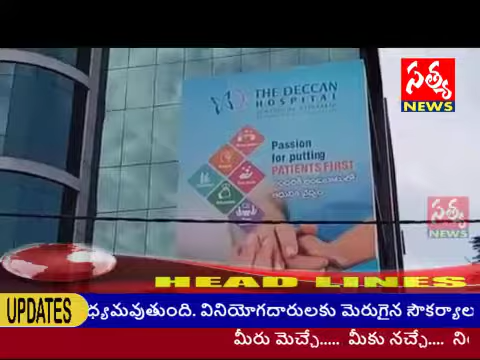 THE DECCAN
HOSPITAL
Passion
for putting
PATIENTS FIRST
సత్య
NEWS
సత్య
NEWS
HEAD LINES
UPDATES
ధ్యమవుతుంది. వినియోగదారులకు మెరుగైన సౌకర్యాల
మీరు మెచ్చే..... మీకు నచ్చే....